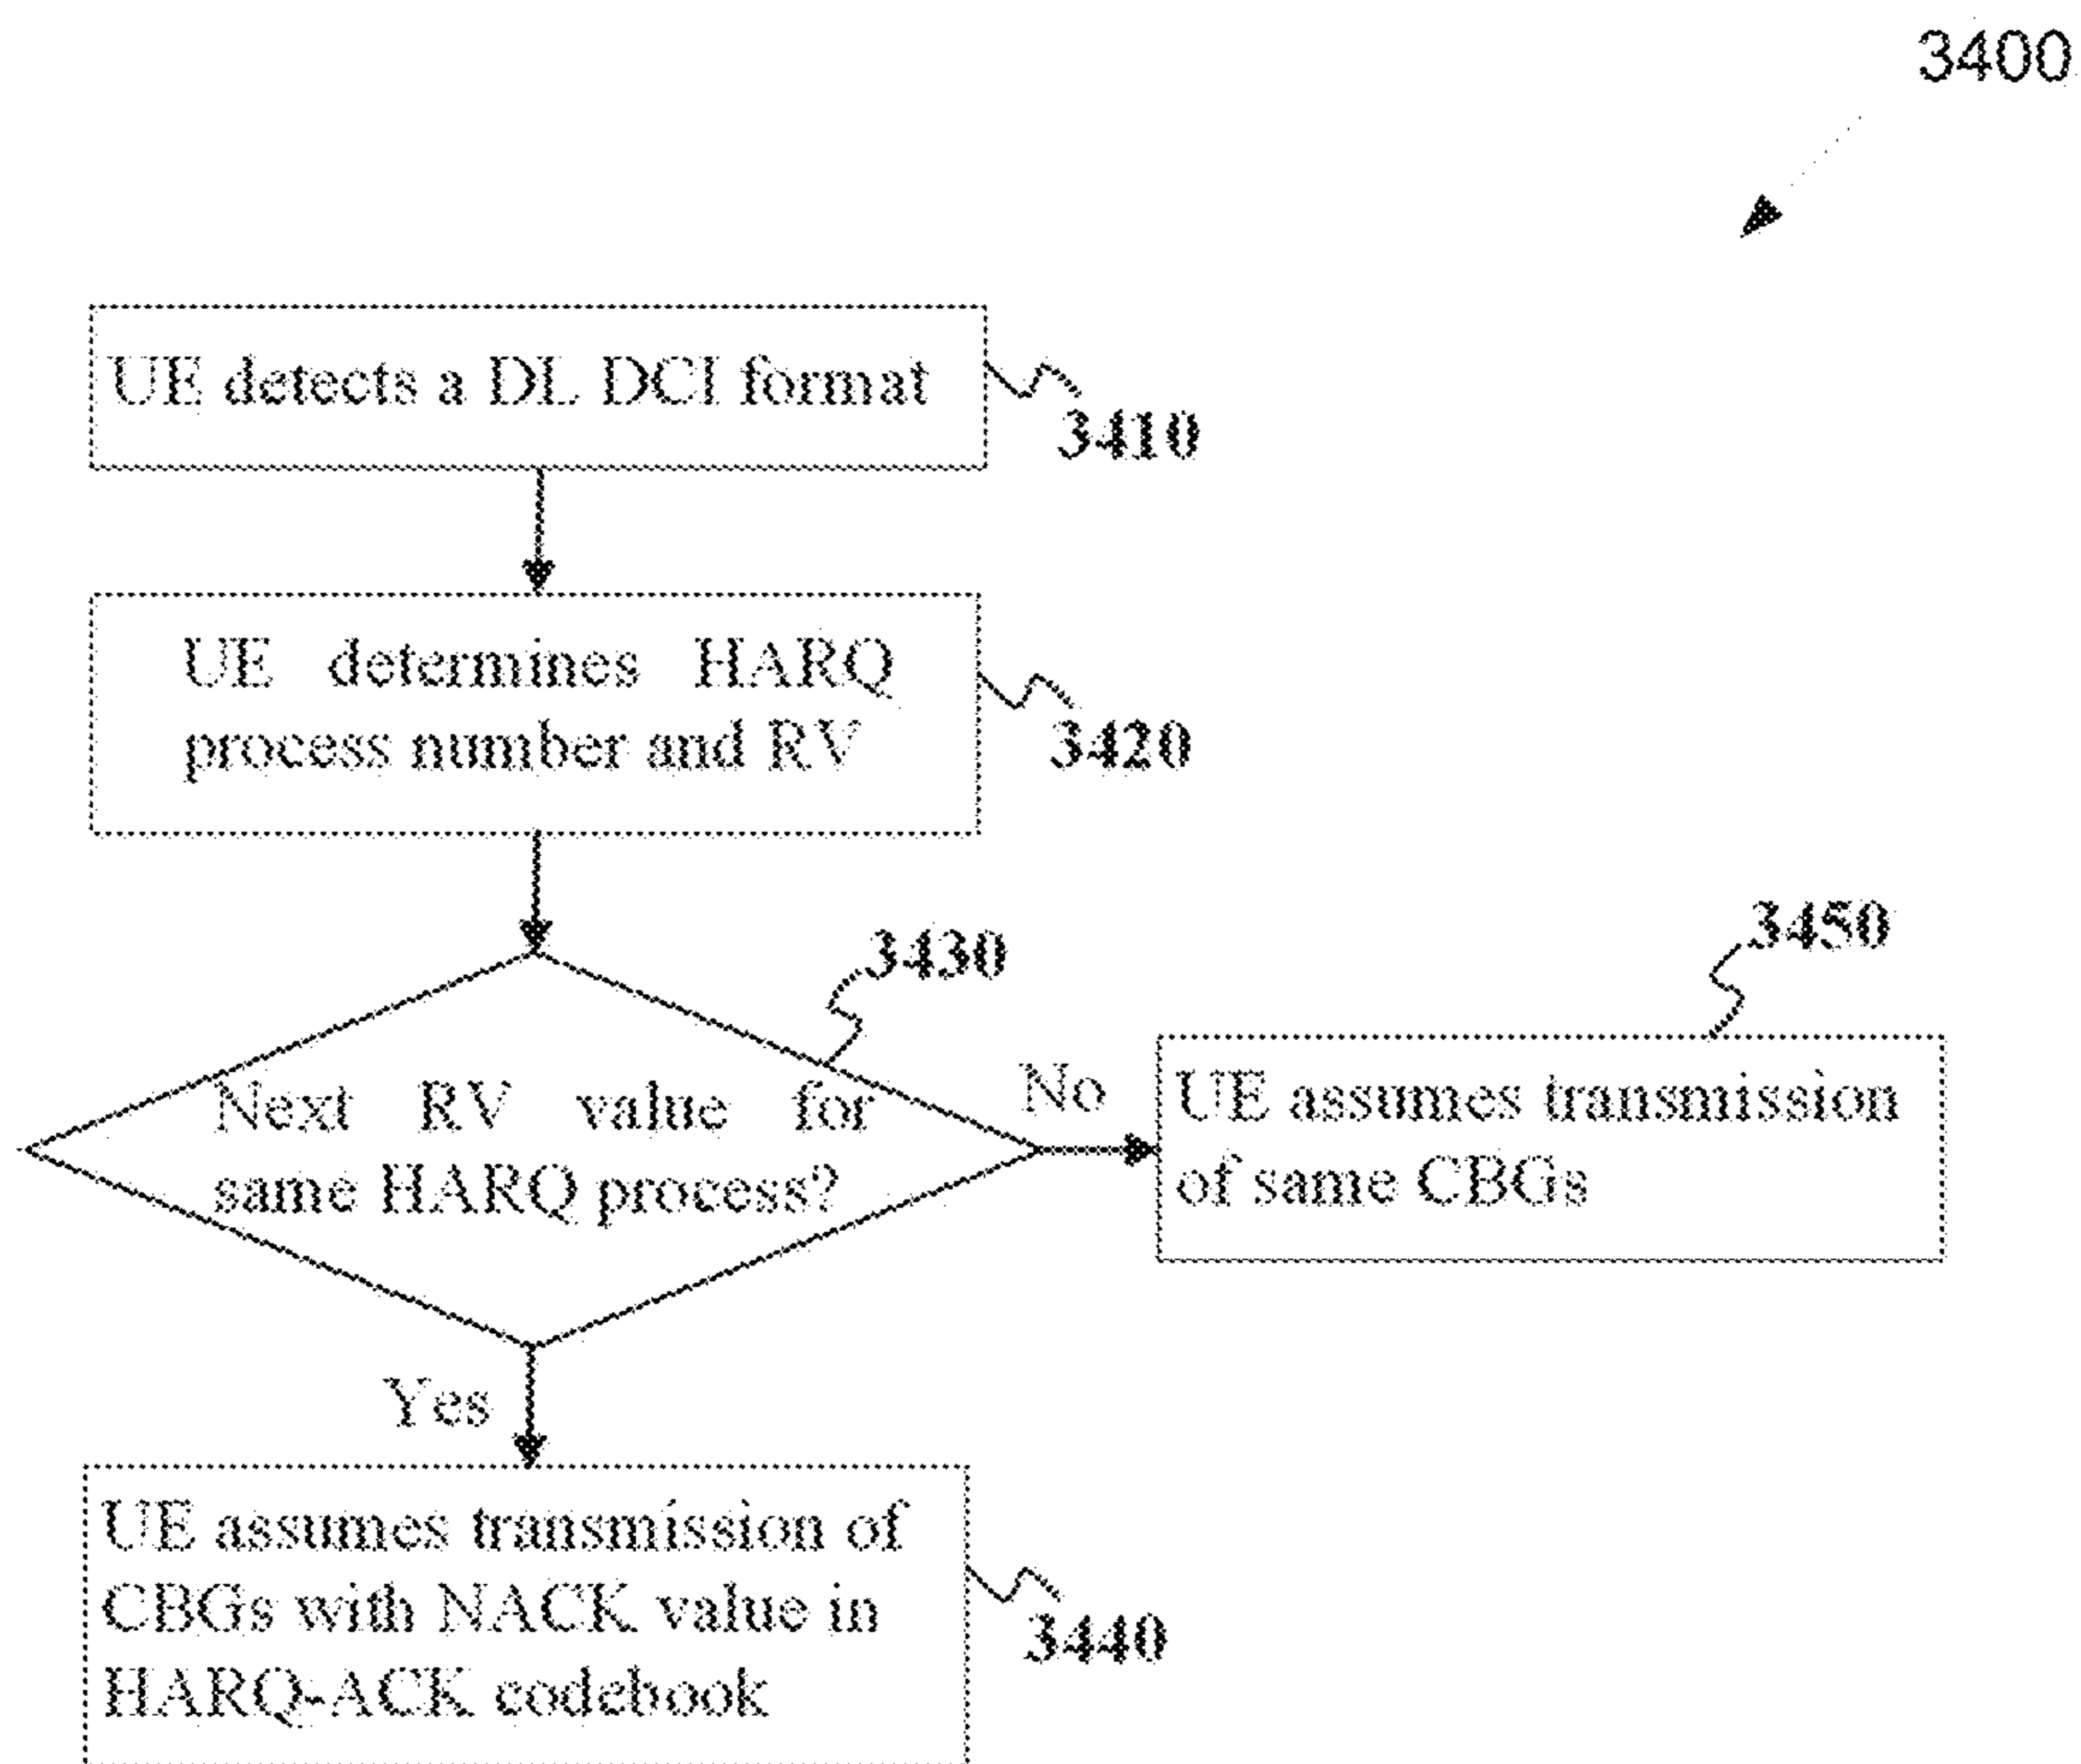 3400
UE detects a DL DCI format
3410
UE determines HARQ
process number and RV
3420
3430
3450
Next RV value for
same HARQ process?
No
UE assumes transmission
of same CBGs
Yes
UE assumes transmission of
CBGs with NACK value in
HARQ-ACK codebook
3440